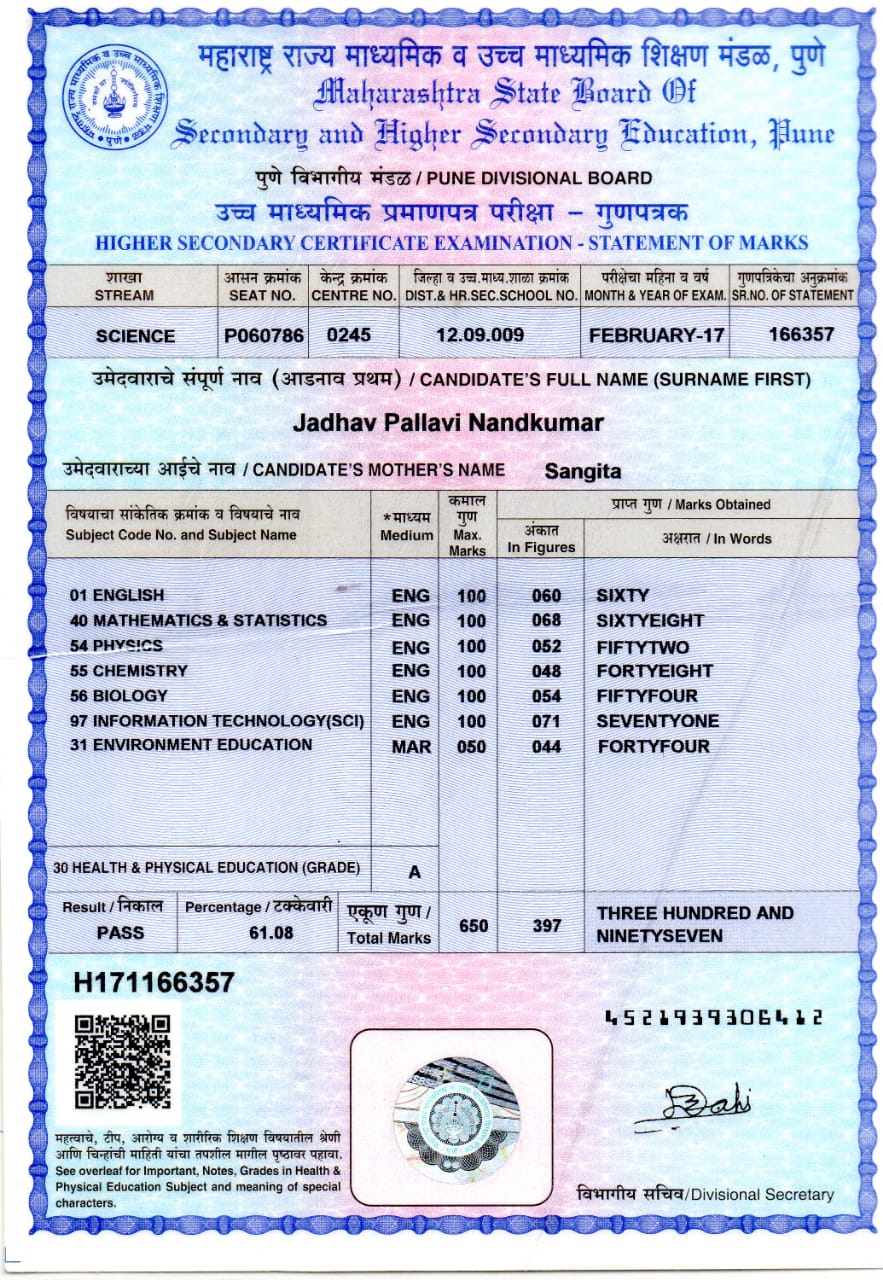 महाराष्ट्र राज्य माध्यमिक व उच्च माध्यमिक शिक्षण मंडळ, पुणे
Maharashtra State Board Of
Secondary and Higher Secondary Education, Pune
पुणे विभागीय मंडळ / PUNE DIVISIONAL BOARD
उच्च माध्यमिक प्रमाणपत्र परीक्षा – गुणपत्रक
HIGHER SECONDARY CERTIFICATE EXAMINATION - STATEMENT OF MARKS
शाखा आसन क्रमांक केन्द्र क्रमांक जिल्हा व उच्च.माध्य.शाळा क्रमांक परीक्षेचा महिना व वर्ष गुणपत्रिकेचा अनुक्रमांक
STREAM SEAT NO. CENTRE NO. DIST.& HR.SEC.SCHOOL NO. MONTH & YEAR OF EXAM. SR.NO. OF STATEMENT
SCIENCE P060786 0245 12.09.009 FEBRUARY-17 166357
उमेदवाराचे संपूर्ण नाव (आडनाव प्रथम) / CANDIDATE'S FULL NAME (SURNAME FIRST)
Jadhav Pallavi Nandkumar
उमेदवाराच्या आईचे नाव / CANDIDATE'S MOTHER'S NAME Sangita
विषयाचा सांकेतिक क्रमांक व विषयाचे नाव
Subject Code No. and Subject Name
*माध्यम
Medium
कमाल
गुण
Max.
Marks
प्राप्त गुण / Marks Obtained
अंकात
In Figures
अक्षरात / In Words
01 ENGLISH ENG 100 060 SIXTY
40 MATHEMATICS & STATISTICS ENG 100 068 SIXTYEIGHT
54 PHYSICS ENG 100 052 FIFTYTWO
55 CHEMISTRY ENG 100 048 FORTYEIGHT
56 BIOLOGY ENG 100 054 FIFTYFOUR
97 INFORMATION TECHNOLOGY(SCI) ENG 100 071 SEVENTYONE
31 ENVIRONMENT EDUCATION MAR 050 044 FORTYFOUR
30 HEALTH & PHYSICAL EDUCATION (GRADE) A
Result / निकाल Percentage / टक्केवारी एकूण गुण /
PASS 61.08 Total Marks 650 397 THREE HUNDRED AND
NINETYSEVEN
H171166357
4521939306412
महत्वाचे, टीप, आरोग्य व शारीरिक शिक्षण विषयातील श्रेणी
आणि चिन्हांची माहिती यांचा तपशील मागील पृष्ठावर पहावा.
See overleaf for Important, Notes, Grades in Health &
Physical Education Subject and meaning of special
characters.
विभागीय सचिव/Divisional Secretary